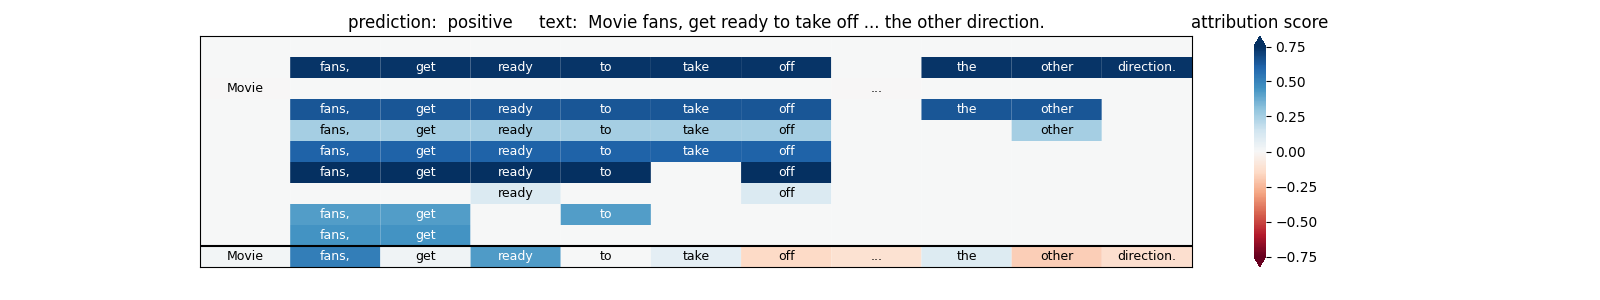 prediction:  positive     text:  Movie fans, get ready to take off ... the other direction.
attribution score
fans, get ready to take off the other direction.
Movie ...
fans, get ready to take off the other
fans, get ready to take off other
fans, get ready to take off
fans, get ready to off
ready off
fans, get to
fans, get
Movie fans, get ready to take off ... the other direction.
0.75
0.50
0.25
0.00
−0.25
−0.50
−0.75